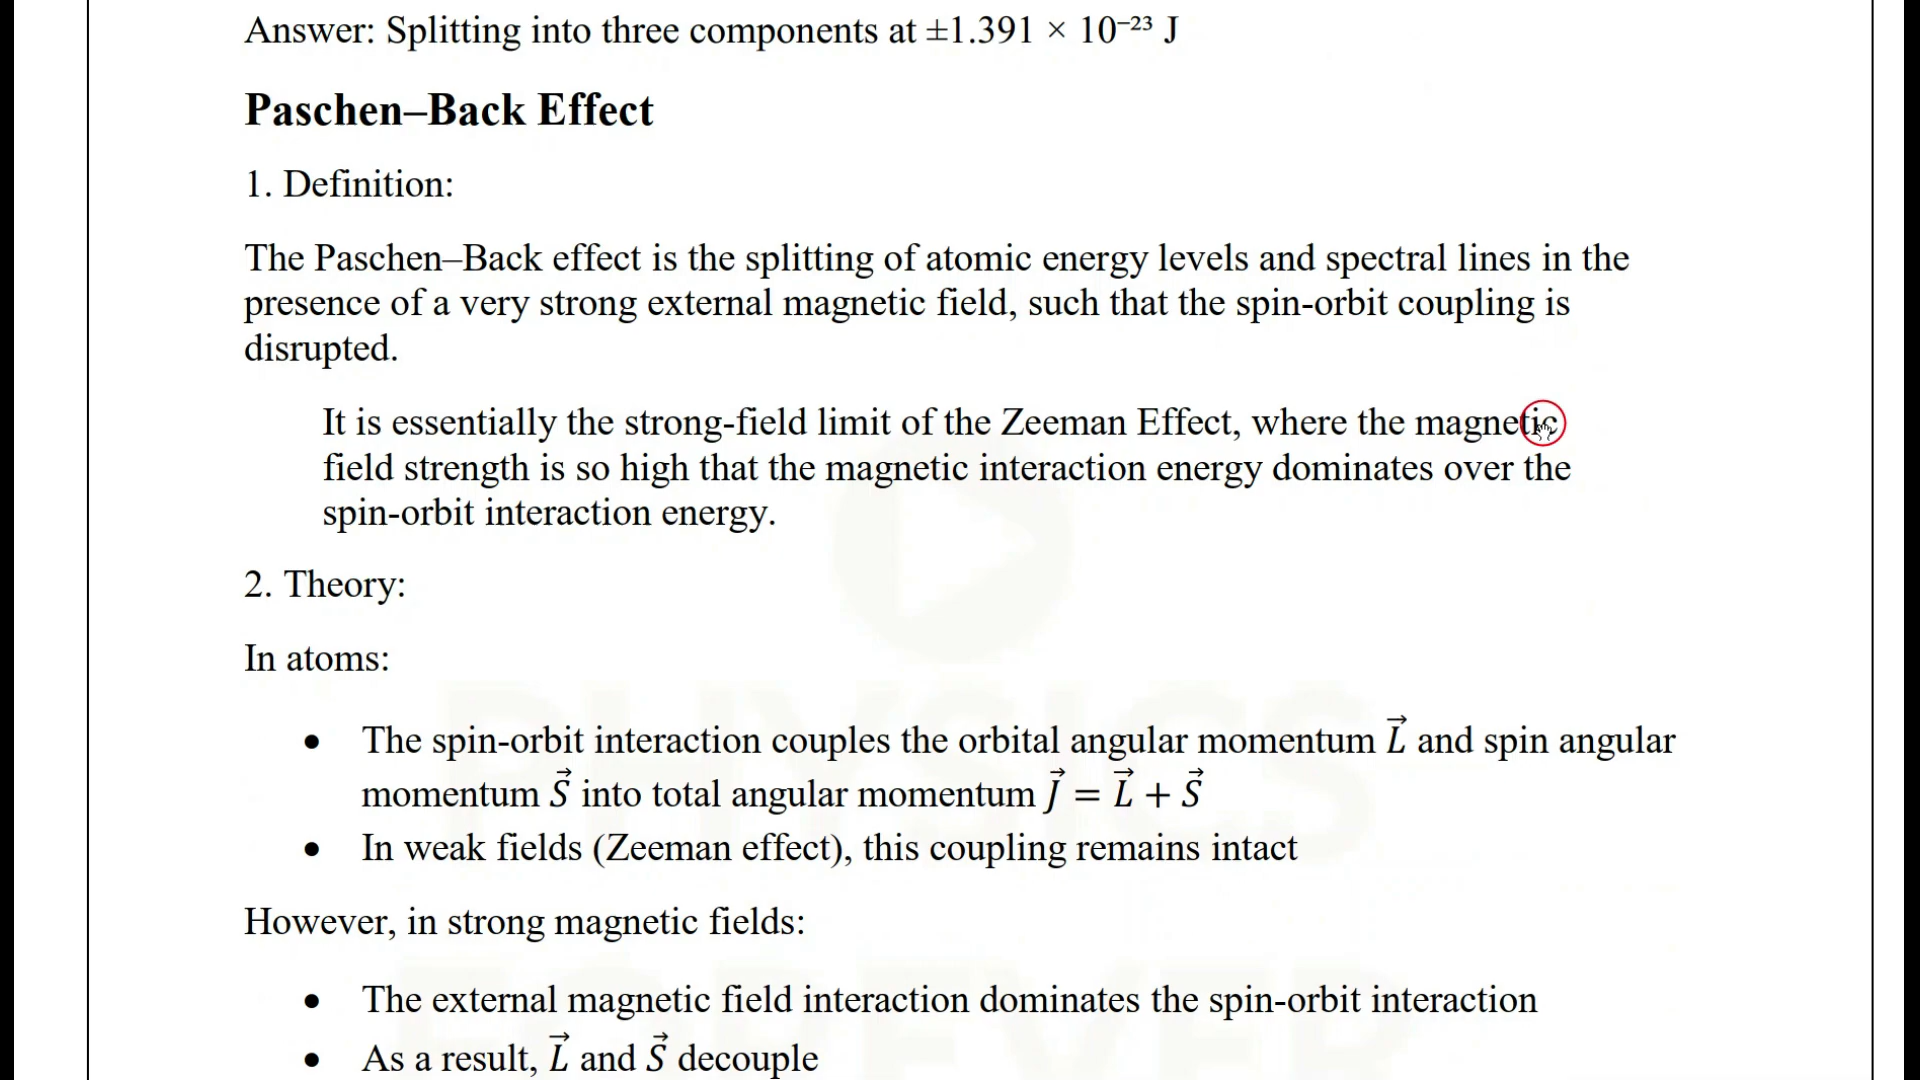 Answer: Splitting into three components at ±1.391 × 10⁻²³ J
Paschen–Back Effect
1. Definition:
The Paschen–Back effect is the splitting of atomic energy levels and spectral lines in the
presence of a very strong external magnetic field, such that the spin-orbit coupling is
disrupted.
It is essentially the strong-field limit of the Zeeman Effect, where the magnetic
field strength is so high that the magnetic interaction energy dominates over the
spin-orbit interaction energy.
2. Theory:
In atoms:
• The spin-orbit interaction couples the orbital angular momentum L⃗ and spin angular
momentum S⃗ into total angular momentum J⃗ = L⃗ + S⃗
• In weak fields (Zeeman effect), this coupling remains intact
However, in strong magnetic fields:
• The external magnetic field interaction dominates the spin-orbit interaction
• As a result, L⃗ and S⃗ decouple
PHYSICS
FOREVER